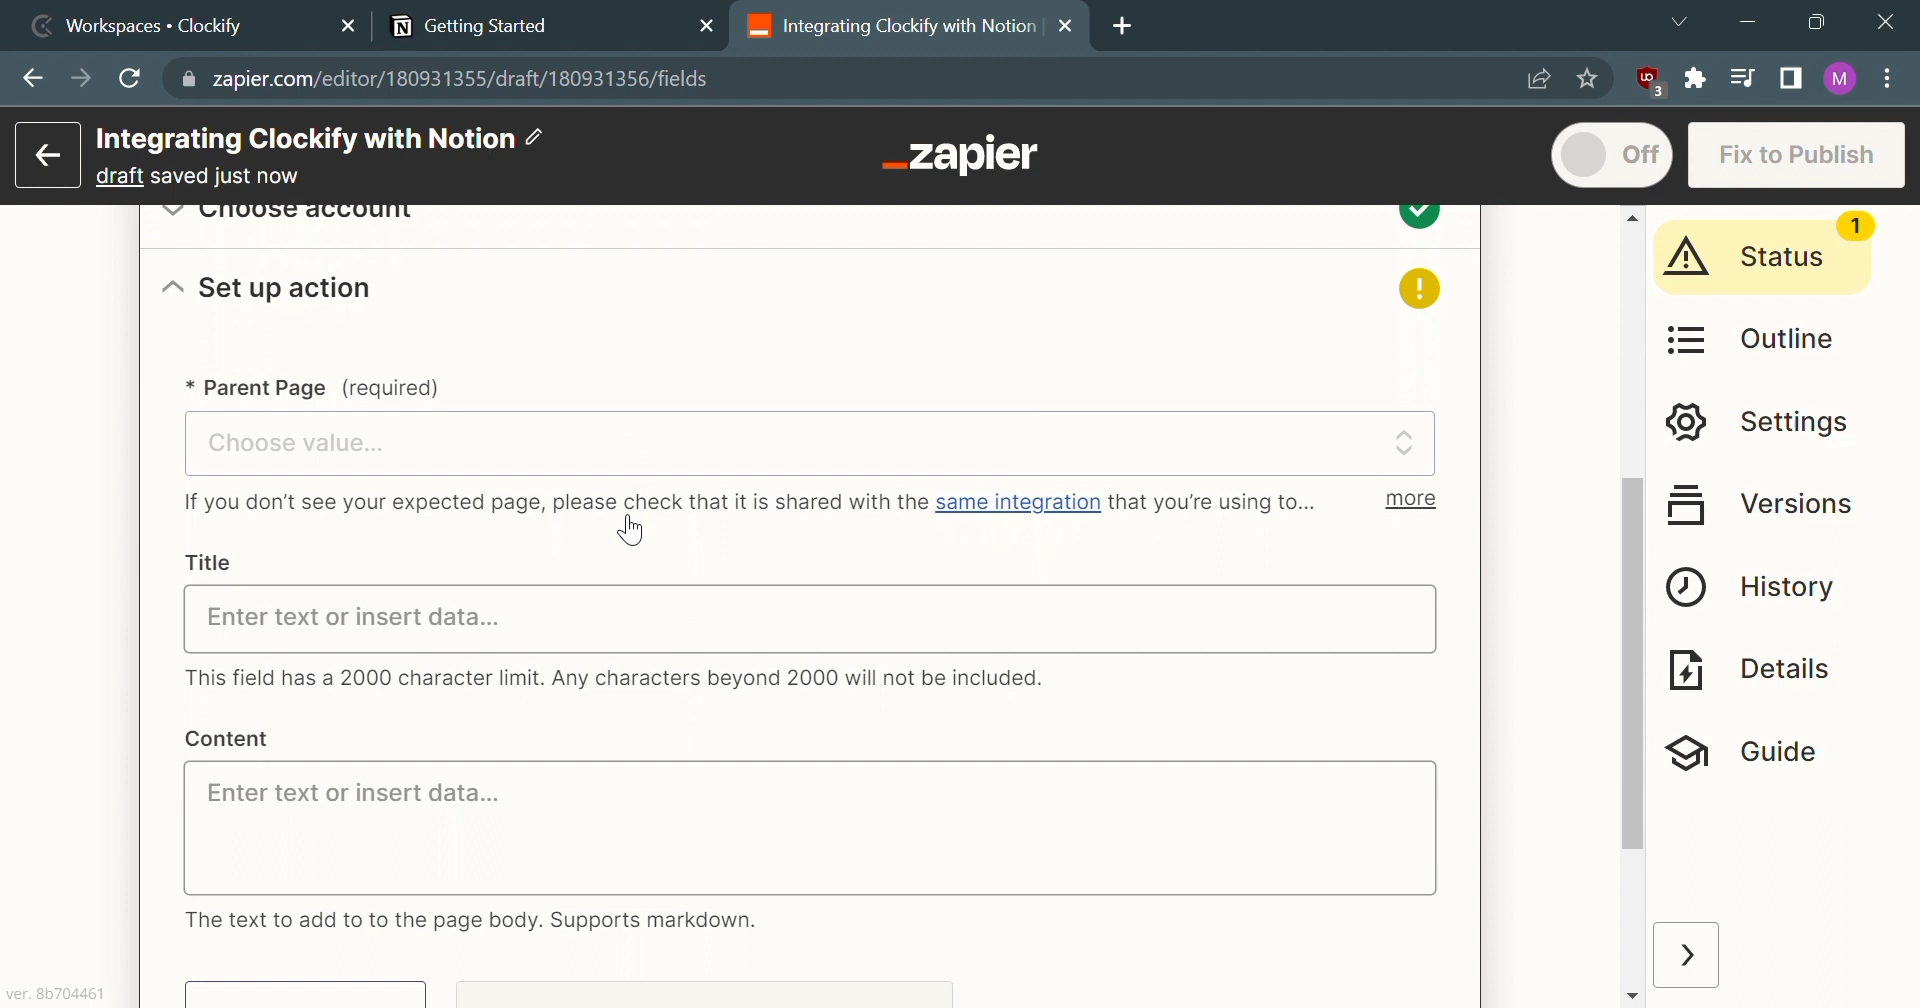 Workspaces • Clockify
Getting Started
Integrating Clockify with Notion
zapier.com/editor/180931355/draft/180931356/fields
3
M
Integrating Clockify with Notion
draft saved just now
_zapier
Off
Fix to Publish
Choose account
Set up action
* Parent Page (required)
Choose value...
If you don't see your expected page, please check that it is shared with the same integration that you're using to...
more
Title
Enter text or insert data...
This field has a 2000 character limit. Any characters beyond 2000 will not be included.
Content
Enter text or insert data...
The text to add to to the page body. Supports markdown.
1
Status
Outline
Settings
Versions
History
Details
Guide
ver. 8b704461